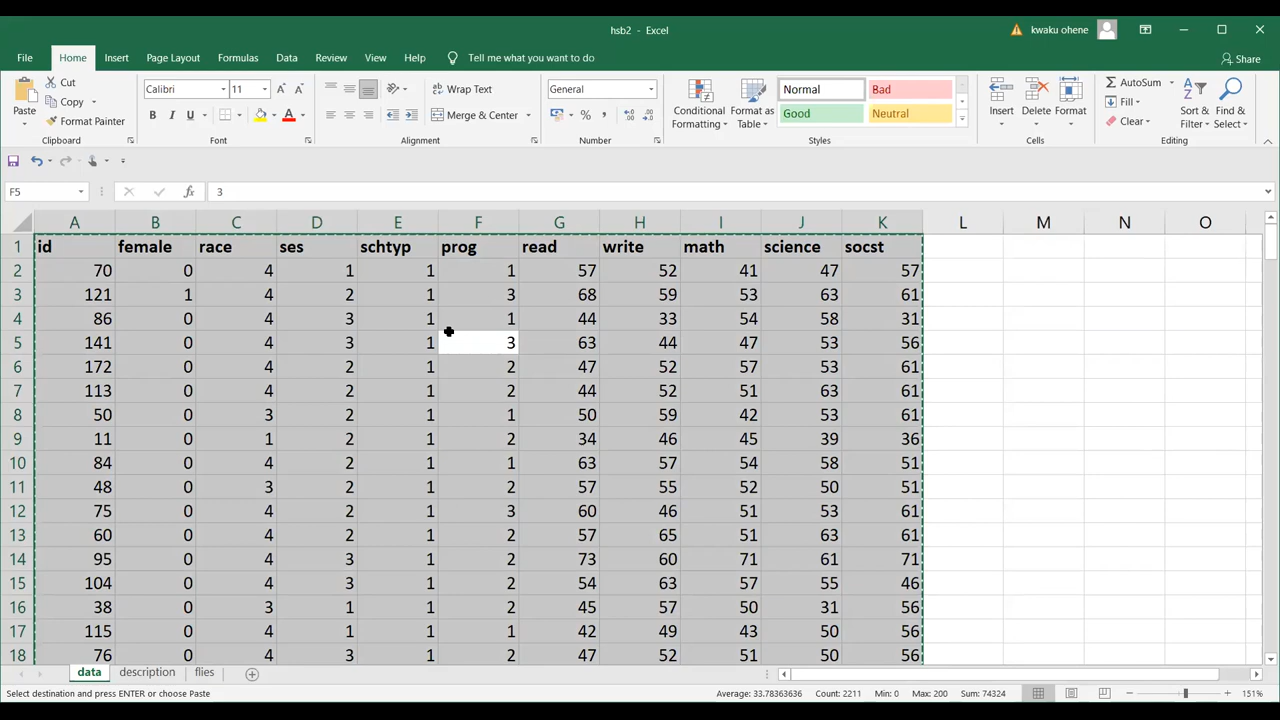 hsb2 - Excel
kwaku ohene
File Home Insert Page Layout Formulas Data Review View Help Tell me what you want to do Share
Paste Cut Copy Format Painter Clipboard
Calibri 11 B I U A A Font
Wrap Text Merge & Center Alignment
General % Number
Conditional Formatting Format as Table Normal Bad Good Neutral Styles
Insert Delete Format Cells
AutoSum Fill Clear Sort & Filter Find & Select Editing
F5 fx 3
A B C D E F G H I J K L M N O
1 id female race ses schtyp prog read write math science socst
2 70 0 4 1 1 1 57 52 41 47 57
3 121 1 4 2 1 3 68 59 53 63 61
4 86 0 4 3 1 1 44 33 54 58 31
5 141 0 4 3 1 3 63 44 47 53 56
6 172 0 4 2 1 2 47 52 57 53 61
7 113 0 4 2 1 2 44 52 51 63 61
8 50 0 3 2 1 1 50 59 42 53 61
9 11 0 1 2 1 2 34 46 45 39 36
10 84 0 4 2 1 1 63 57 54 58 51
11 48 0 3 2 1 2 57 55 52 50 51
12 75 0 4 2 1 3 60 46 51 53 61
13 60 0 4 2 1 2 57 65 51 63 61
14 95 0 4 3 1 2 73 60 71 61 71
15 104 0 4 3 1 2 54 63 57 55 46
16 38 0 3 1 1 2 45 57 50 31 56
17 115 0 4 1 1 1 42 49 43 50 56
18 76 0 4 3 1 2 47 52 51 50 56
data description flies
Select destination and press ENTER or choose Paste Average: 33.78363636 Count: 2211 Min: 0 Max: 200 Sum: 74324 151%